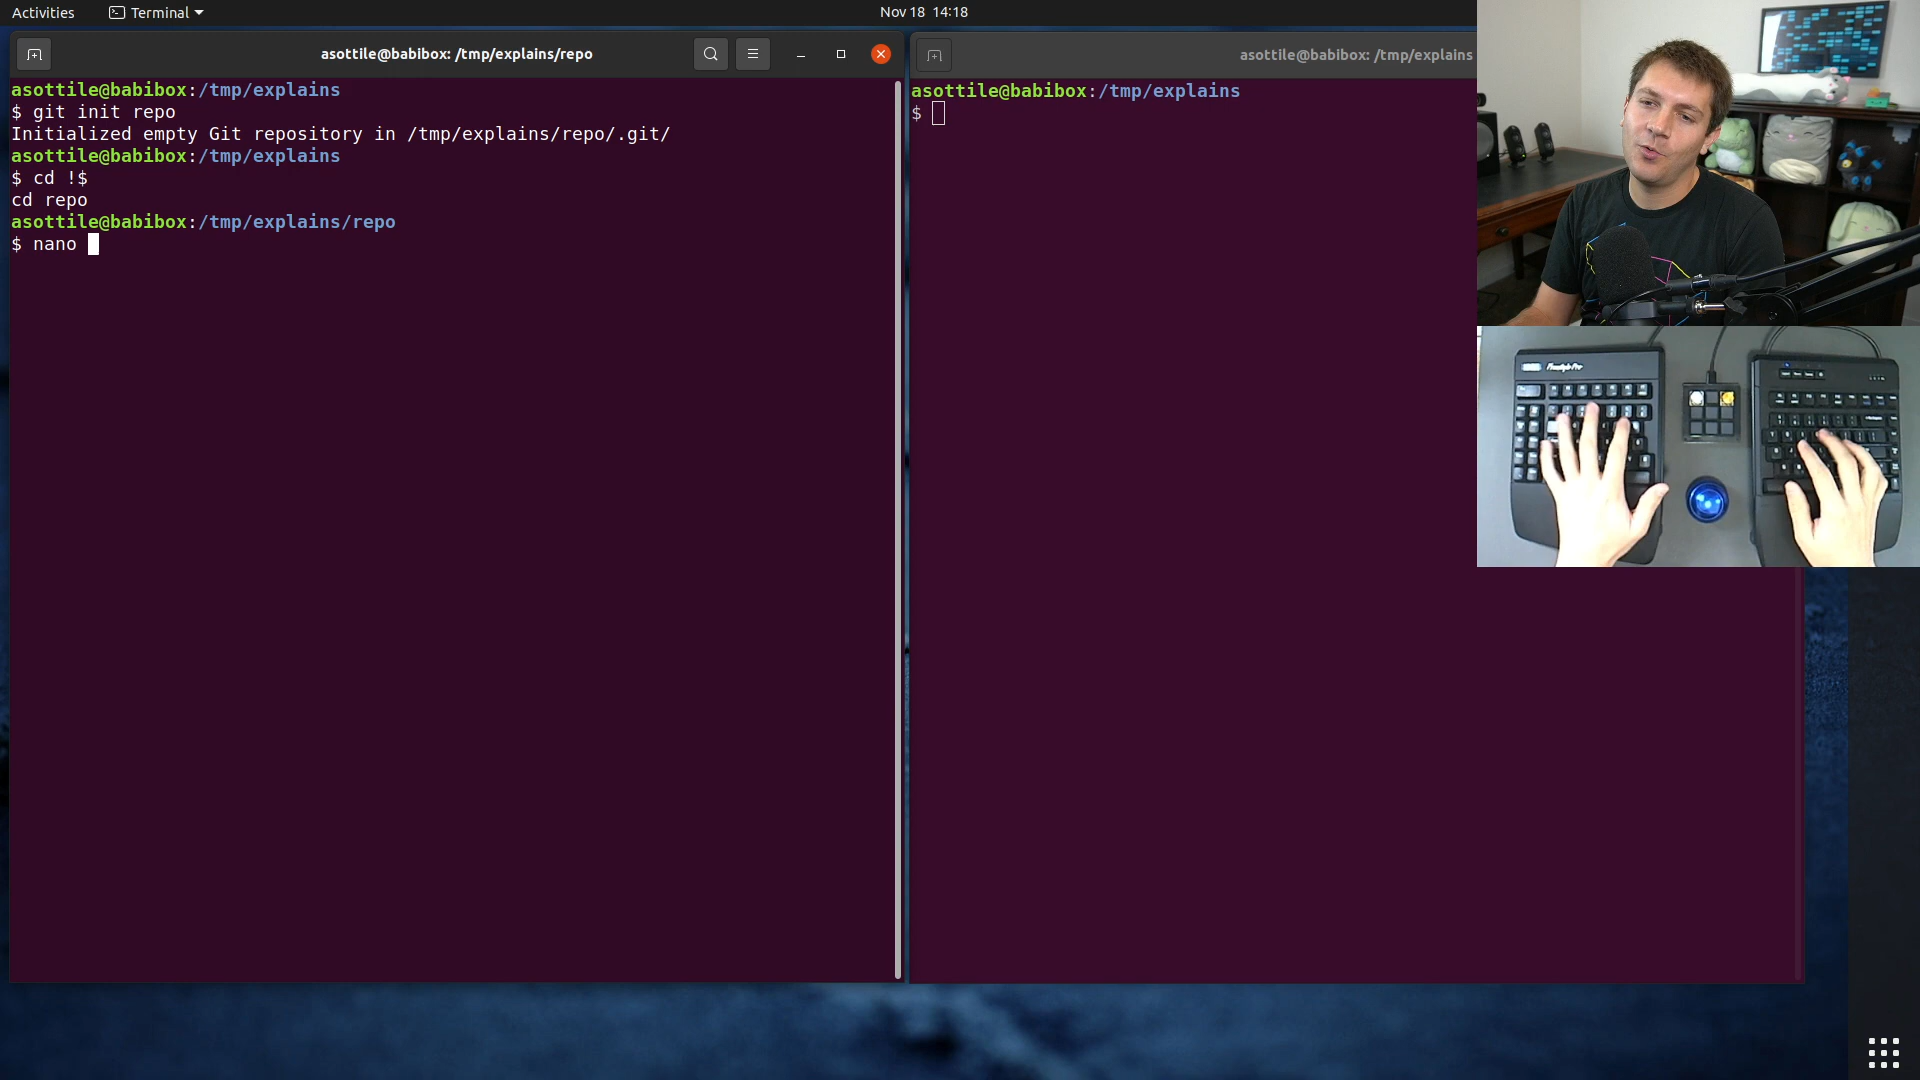 Activities
Terminal
Nov 18 14:18
asottile@babibox: /tmp/explains/repo
asottile@babibox:/tmp/explains
$ git init repo
Initialized empty Git repository in /tmp/explains/repo/.git/
asottile@babibox:/tmp/explains
$ cd !$
cd repo
asottile@babibox:/tmp/explains/repo
$ nano
asottile@babibox: /tmp/explains
asottile@babibox:/tmp/explains
$
Freestyle Pro